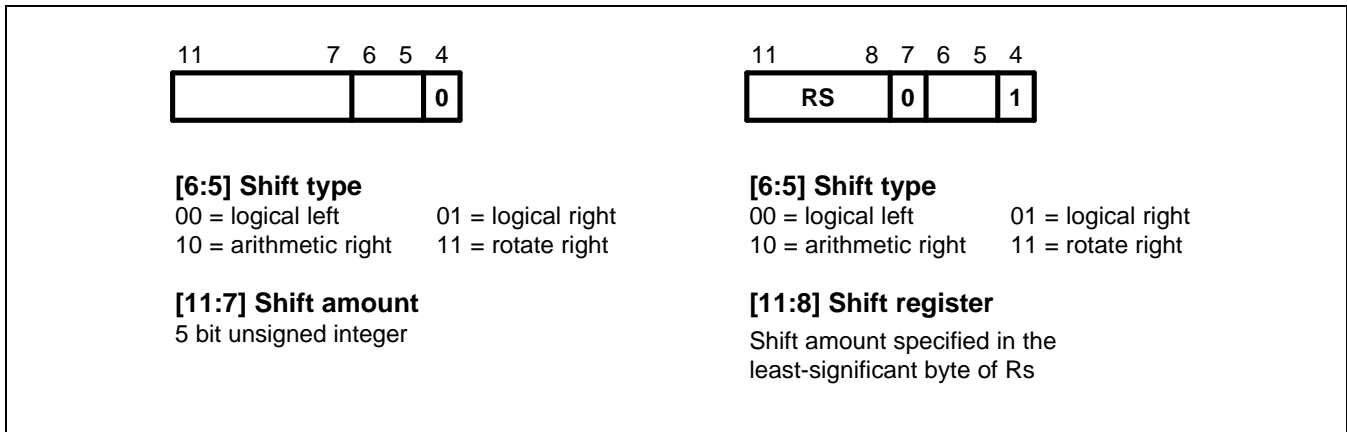 11 7 6 5 4
0
[6:5] Shift type
00 = logical left 01 = logical right
10 = arithmetic right 11 = rotate right
[11:7] Shift amount
5 bit unsigned integer
11 8 7 6 5 4
RS 0 1
[6:5] Shift type
00 = logical left 01 = logical right
10 = arithmetic right 11 = rotate right
[11:8] Shift register
Shift amount specified in the
least-significant byte of Rs